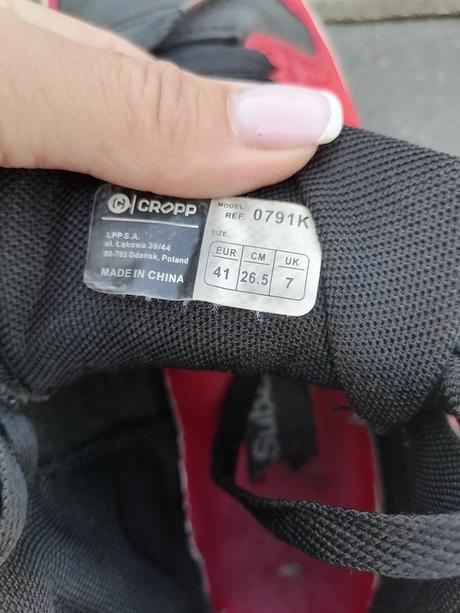 CROPP
LPP S.A.
ul. Łąkowa 39/44
80-769 Gdańsk, Poland
MADE IN CHINA
MODEL
REF. 0791K
SIZE:
EUR CM UK
41 26.5 7